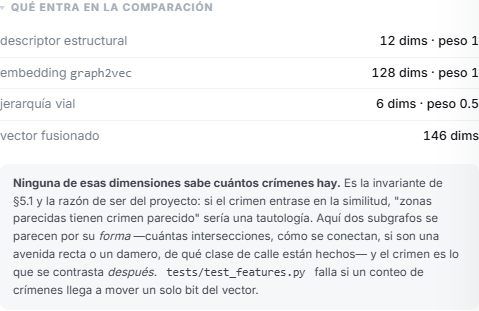 QUÉ ENTRA EN LA COMPARACIÓN
descriptor estructural 12 dims · peso 1
embedding graph2vec 128 dims · peso 1
jerarquía vial 6 dims · peso 0.5
vector fusionado 146 dims
Ninguna de esas dimensiones sabe cuántos crímenes hay. Es la invariante de
§5.1 y la razón de ser del proyecto: si el crimen entrase en la similitud, "zonas
parecidas tienen crimen parecido" sería una tautología. Aquí dos subgrafos se
parecen por su forma —cuántas intersecciones, cómo se conectan, si son una
avenida recta o un damero, de qué clase de calle están hechos— y el crimen es lo
que se contrasta después. tests/test_features.py falla si un conteo de
crímenes llega a mover un solo bit del vector.